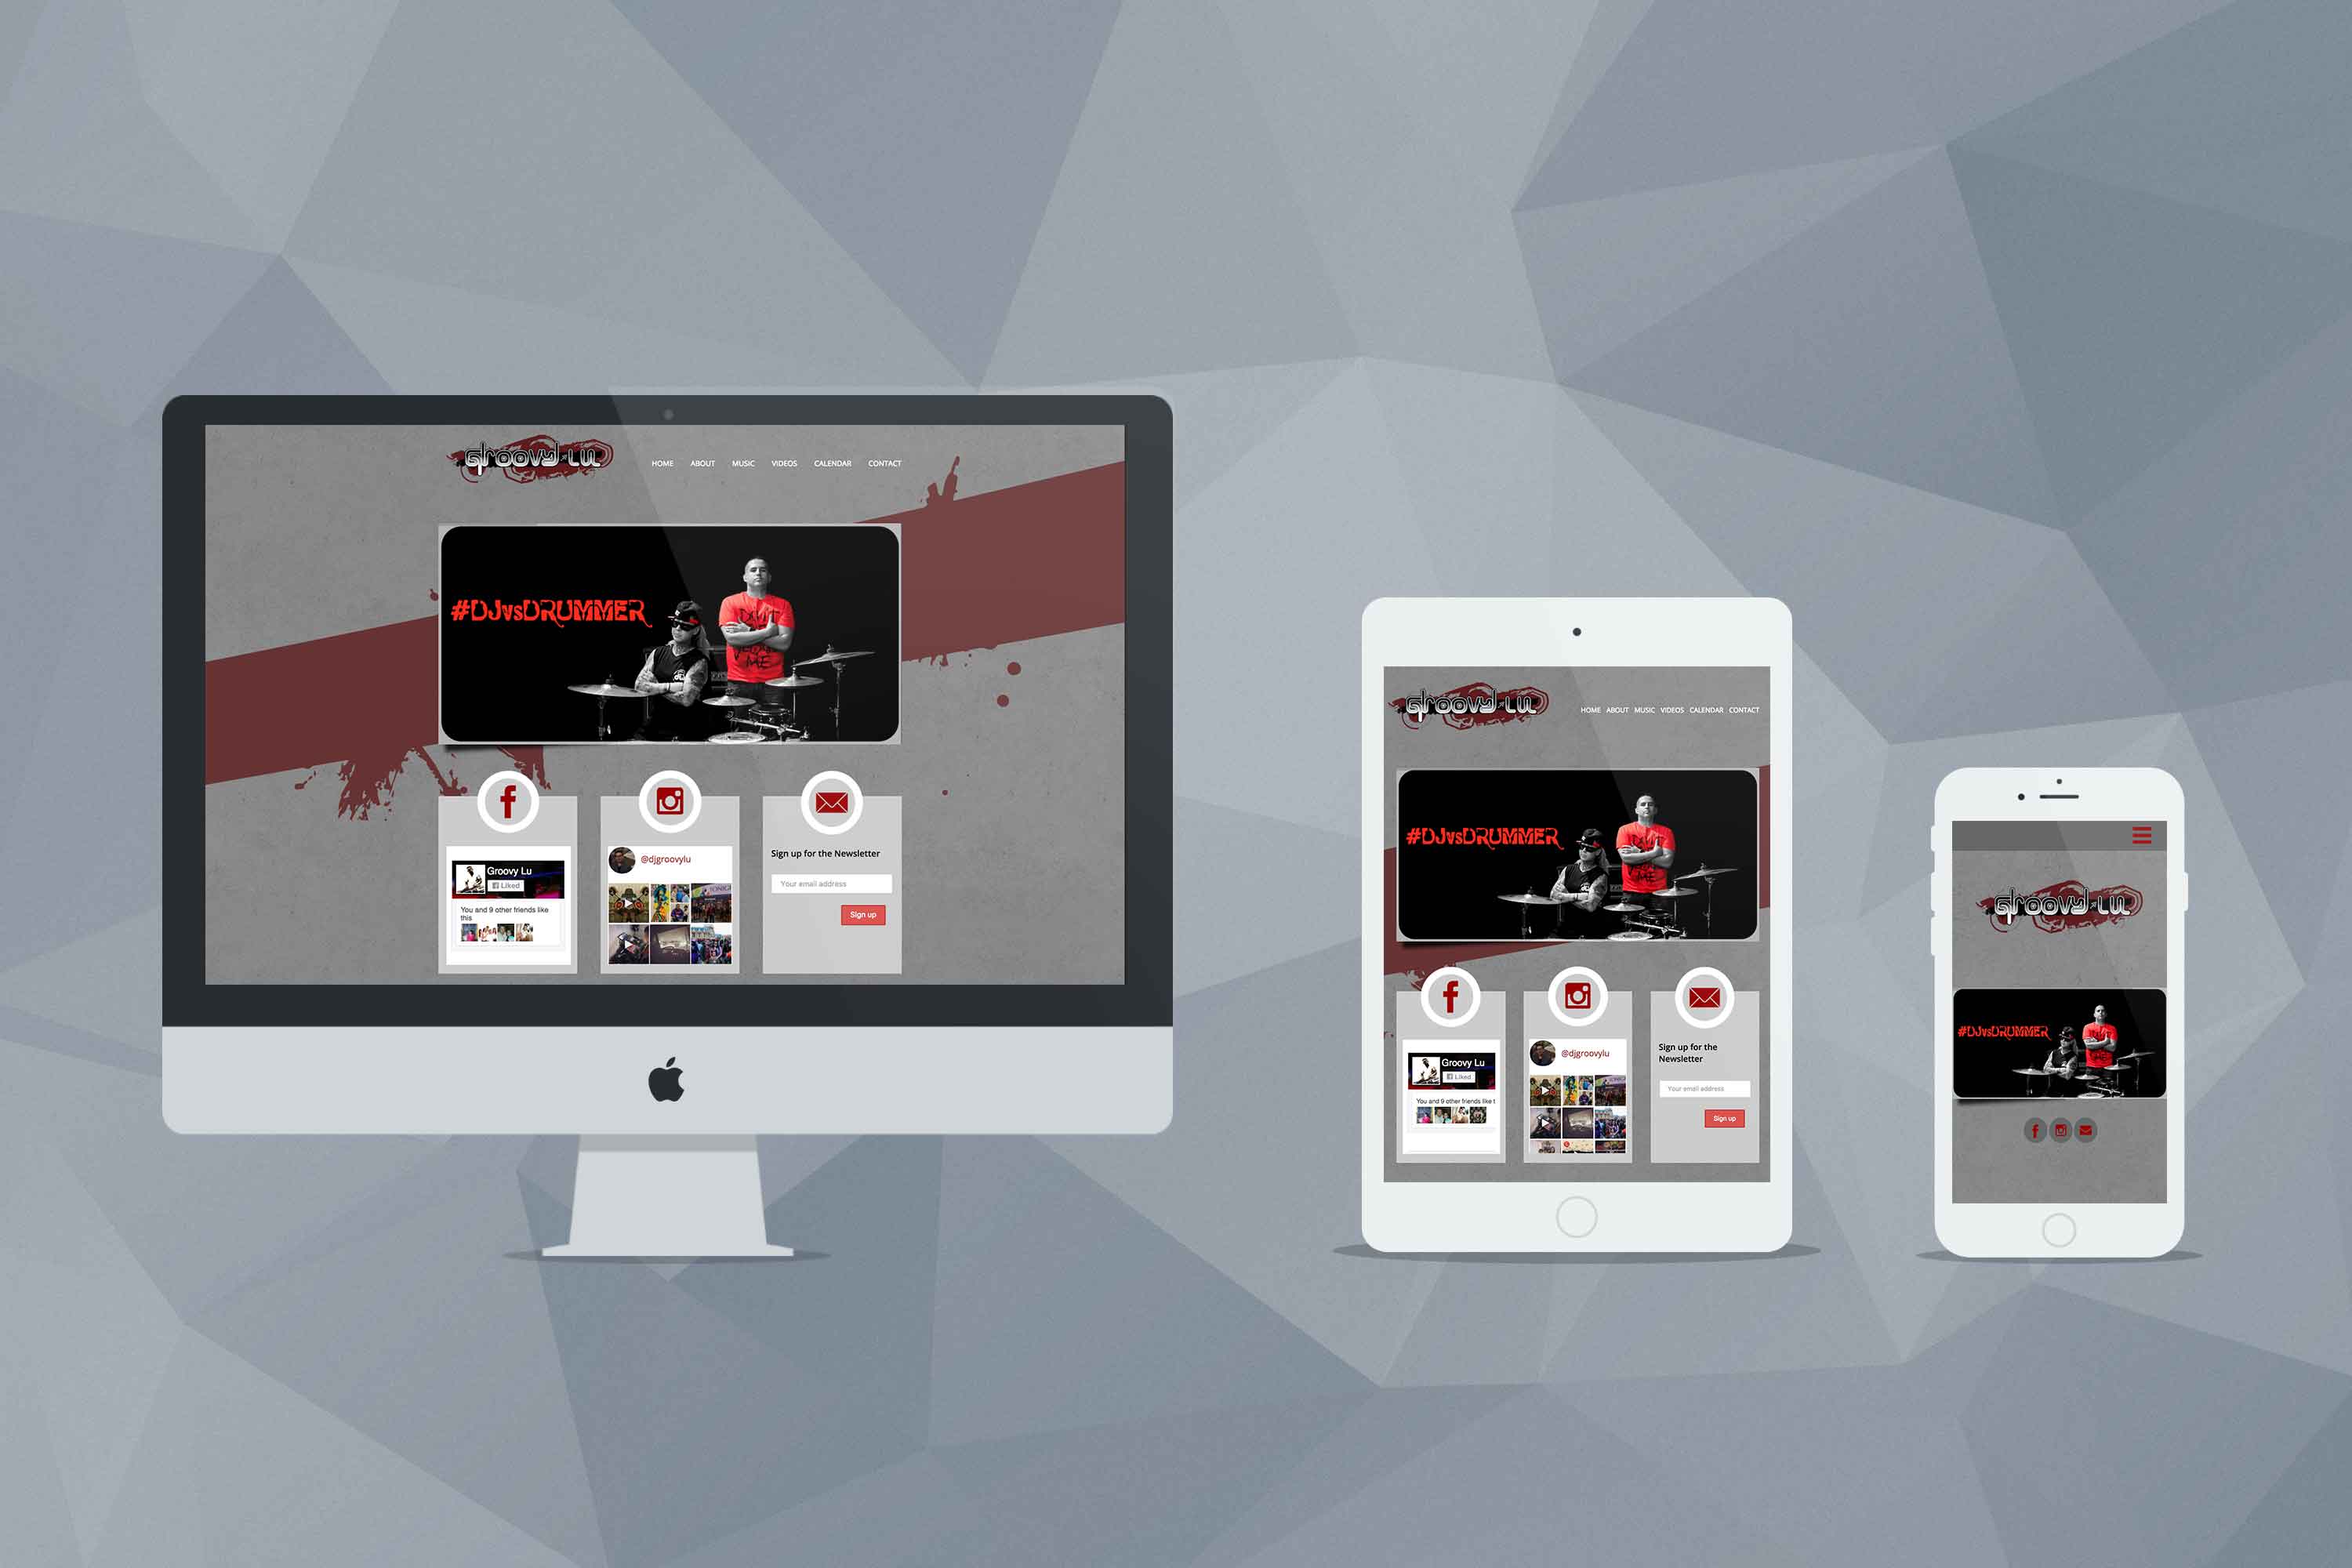 Groovy Lu
HOME ABOUT MUSIC VIDEOS CALENDAR CONTACT
#DJvsDRUMMER
ME
Groovy Lu
Liked
You and 9 other friends like
this
@djgroovylu
Sign up for the Newsletter
Your email address
Sign up
Groovy Lu
HOME ABOUT MUSIC VIDEOS CALENDAR CONTACT
#DJvsDRUMMER
ME
Groovy Lu
Liked
You and 9 other friends like t
@djgroovylu
Sign up for the
Newsletter
Your email address
Sign up
Groovy Lu
#DJvsDRUMMER